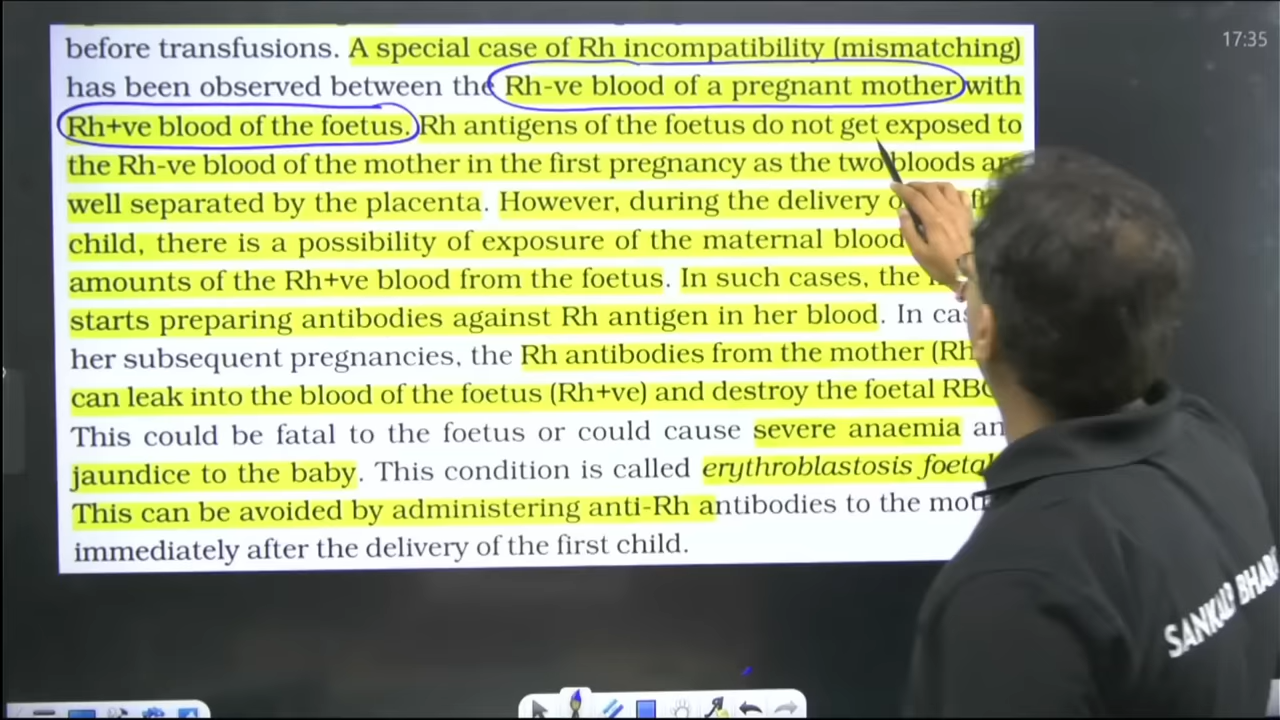 before transfusions. A special case of Rh incompatibility (mismatching)
has been observed between the Rh-ve blood of a pregnant mother with
Rh+ve blood of the foetus. Rh antigens of the foetus do not get exposed to
the Rh-ve blood of the mother in the first pregnancy as the two bloods
well separated by the placenta. However, during the delivery
child, there is a possibility of exposure of the maternal blood
amounts of the Rh+ve blood from the foetus. In such cases, the
starts preparing antibodies against Rh antigen in her blood. In
her subsequent pregnancies, the Rh antibodies from the mother (Rh
can leak into the blood of the foetus (Rh+ve) and destroy the foetal
This could be fatal to the foetus or could cause severe anaemia
jaundice to the baby. This condition is called erythroblastosis
This can be avoided by administering anti-Rh antibodies to the
immediately after the delivery of the first child.
17:35